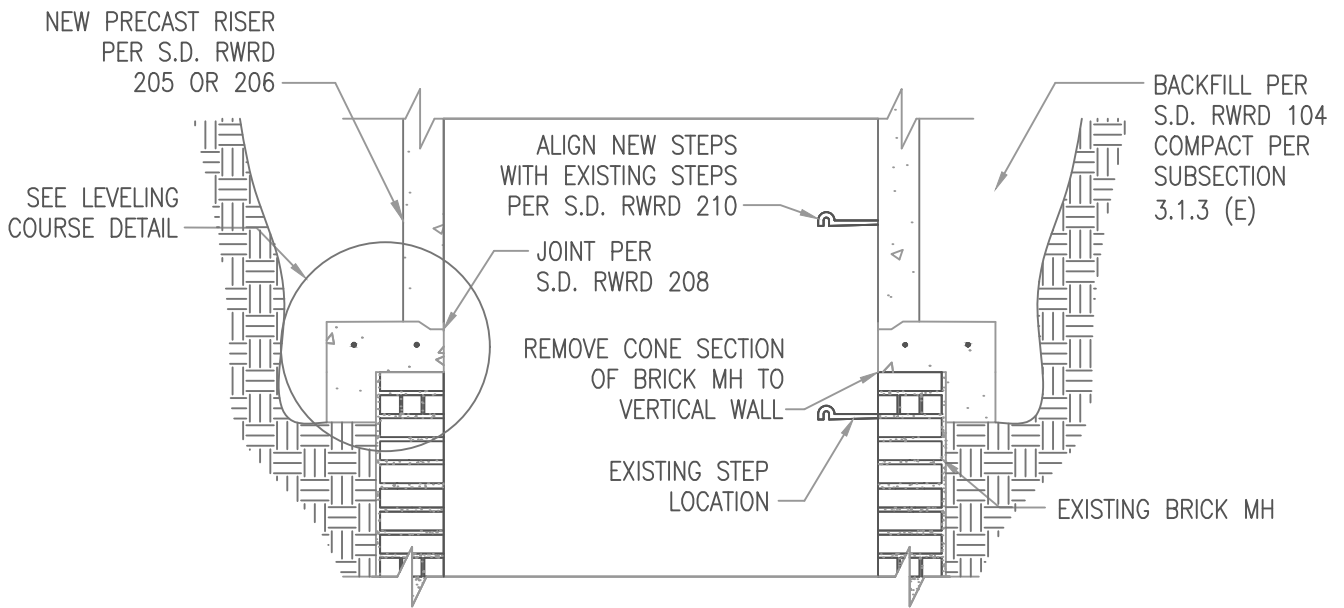 NEW PRECAST RISER
PER S.D. RWRD
205 OR 206
SEE LEVELING
COURSE DETAIL
ALIGN NEW STEPS
WITH EXISTING STEPS
PER S.D. RWRD 210
JOINT PER
S.D. RWRD 208
REMOVE CONE SECTION
OF BRICK MH TO
VERTICAL WALL
EXISTING STEP
LOCATION
BACKFILL PER
S.D. RWRD 104
COMPACT PER
SUBSECTION
3.1.3 (E)
EXISTING BRICK MH